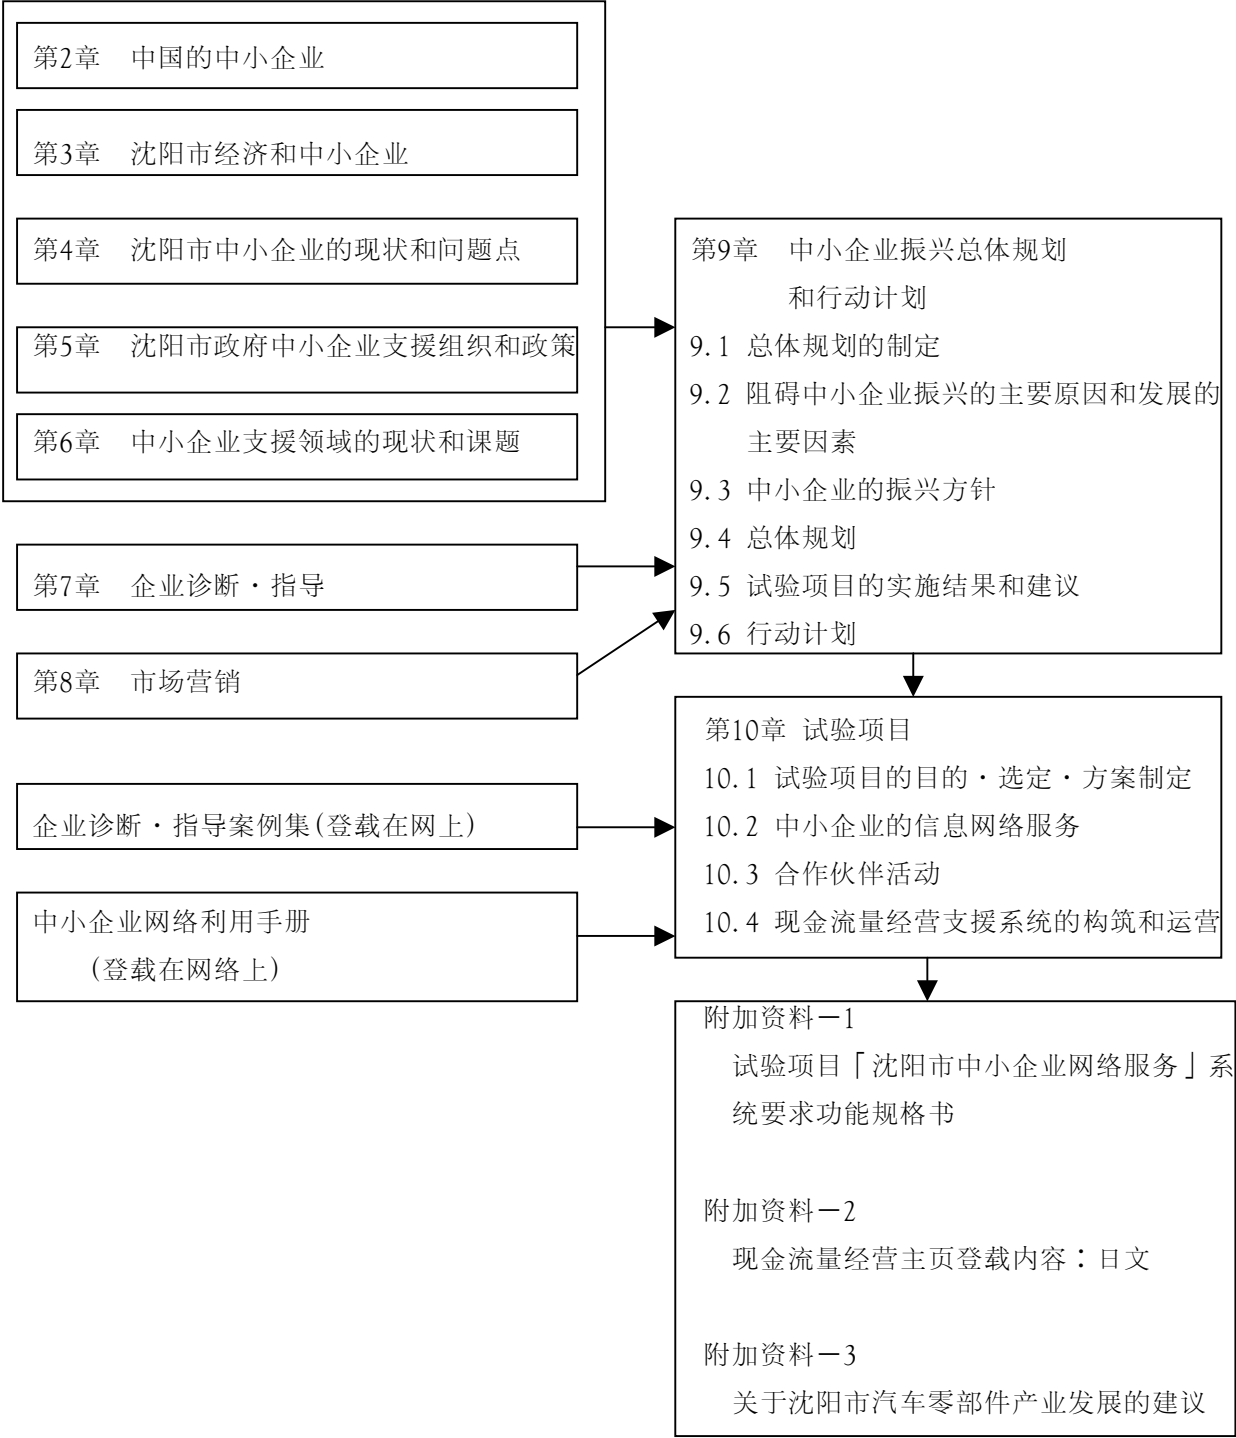 第2章　中国的中小企业
第3章　沈阳市经济和中小企业
第4章　沈阳市中小企业的现状和问题点
第5章　沈阳市政府中小企业支援组织和政策
第6章　中小企业支援领域的现状和课题
第7章　企业诊断・指导
第8章　市场营销
企业诊断・指导案例集(登载在网上)
中小企业网络利用手册
(登载在网络上)
第9章　中小企业振兴总体规划
和行动计划
9.1 总体规划的制定
9.2 阻碍中小企业振兴的主要原因和发展的
主要因素
9.3 中小企业的振兴方针
9.4 总体规划
9.5 试验项目的实施结果和建议
9.6 行动计划
第10章 试验项目
10.1 试验项目的目的・选定・方案制定
10.2 中小企业的信息网络服务
10.3 合作伙伴活动
10.4 现金流量经营支援系统的构筑和运营
附加资料－1
试验项目「沈阳市中小企业网络服务」系
统要求功能规格书
附加资料－2
现金流量经营主页登载内容：日文
附加资料－3
关于沈阳市汽车零部件产业发展的建议